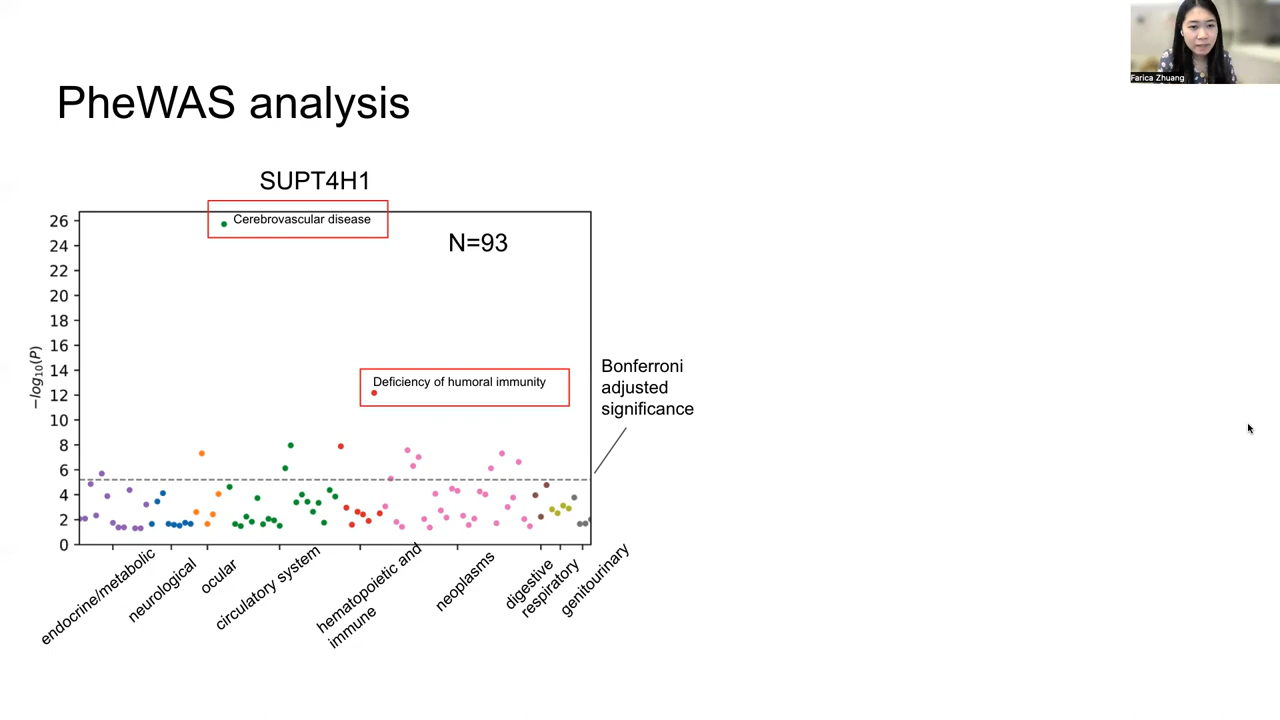 Farica Zhuang
PheWAS analysis
SUPT4H1
Cerebrovascular disease
N=93
Deficiency of humoral immunity
Bonferroni
adjusted
significance
−log10(P)
26
24
22
20
18
16
14
12
10
8
6
4
2
0
endocrine/metabolic
neurological
ocular
circulatory system
hematopoietic and
immune
neoplasms
digestive
respiratory
genitourinary